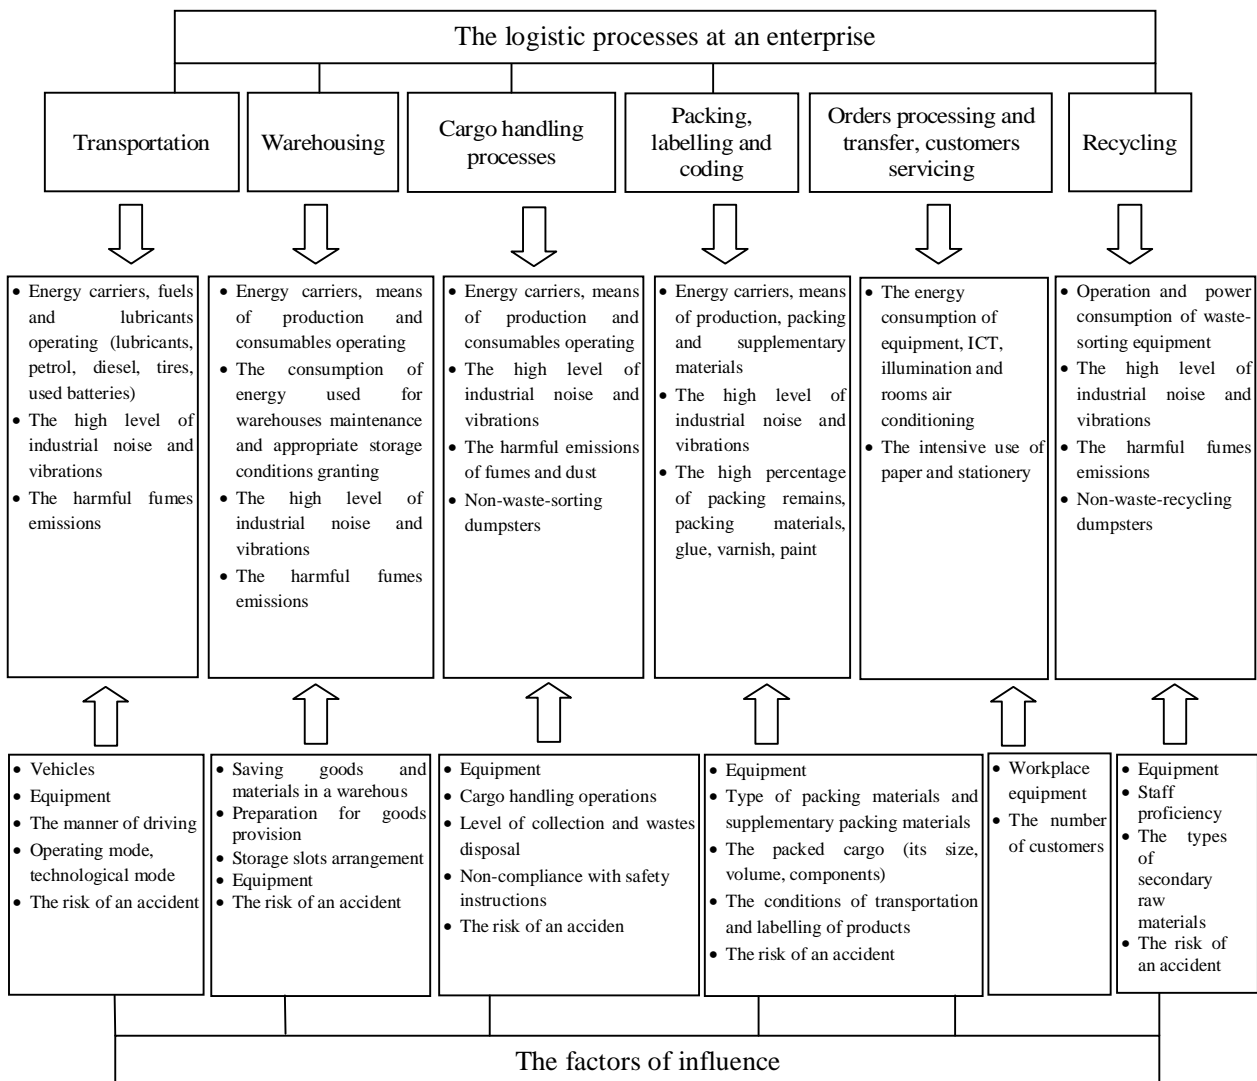 The logistic processes at an enterprise
Transportation
Warehousing
Cargo handling
processes
Packing,
labelling and
coding
Orders processing and
transfer, customers
servicing
Recycling
• Energy carriers, fuels
and lubricants
operating (lubricants,
petrol, diesel, tires,
used batteries)
• The high level of
industrial noise and
vibrations
• The harmful fumes
emissions
• Energy carriers, means
of production and
consumables operating
• The consumption of
energy used for
warehouses maintenance
and appropriate storage
conditions granting
• The high level of
industrial noise and
vibrations
• The harmful fumes
emissions
• Energy carriers, means
of production and
consumables operating
• The high level of
industrial noise and
vibrations
• The harmful emissions
of fumes and dust
• Non-waste-sorting
dumpsters
• Energy carriers, means
of production, packing
and supplementary
materials
• The high level of
industrial noise and
vibrations
• The high percentage
of packing remains,
packing materials,
glue, varnish, paint
• The energy
consumption of
equipment, ICT,
illumination and
rooms air
conditioning
• The intensive use of
paper and stationery
• Operation and power
consumption of waste-
sorting equipment
• The high level of
industrial noise and
vibrations
• The harmful fumes
emissions
• Non-waste-recycling
dumpsters
• Vehicles
• Equipment
• The manner of driving
• Operating mode,
technological mode
• The risk of an accident
• Saving goods and
materials in a warehous
• Preparation for goods
provision
• Storage slots arrangement
• Equipment
• The risk of an accident
• Equipment
• Cargo handling operations
• Level of collection and wastes
disposal
• Non-compliance with safety
instructions
• The risk of an acciden
• Equipment
• Type of packing materials and
supplementary packing materials
• The packed cargo (its size,
volume, components)
• The conditions of transportation
and labelling of products
• The risk of an accident
• Workplace
equipment
• The number
of customers
• Equipment
• Staff
proficiency
• The types of
secondary
raw
materials
• The risk of
an accident
The factors of influence